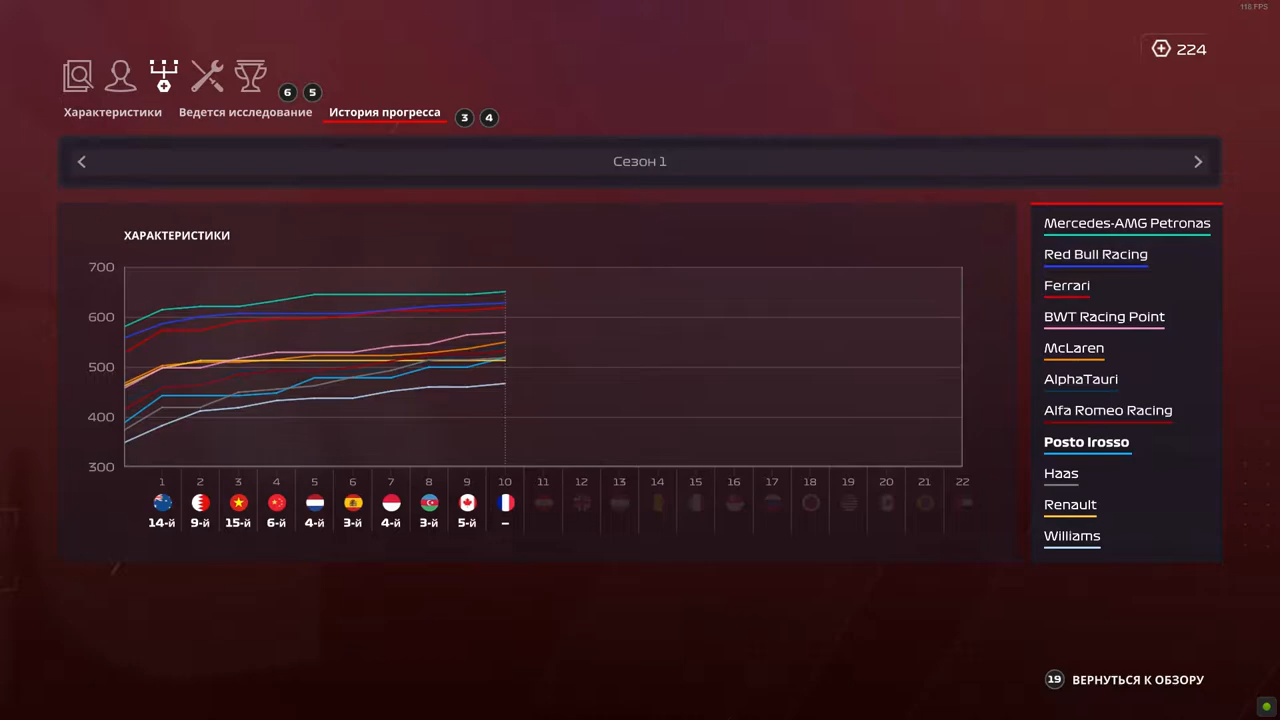 118 FPS
224
6 5
Характеристики Ведется исследование История прогресса 3 4
Сезон 1
ХАРАКТЕРИСТИКИ
700
600
500
400
300
1 2 3 4 5 6 7 8 9 10 11 12 13 14 15 16 17 18 19 20 21 22
14-й 9-й 15-й 6-й 4-й 3-й 4-й 3-й 5-й –
Mercedes-AMG Petronas
Red Bull Racing
Ferrari
BWT Racing Point
McLaren
AlphaTauri
Alfa Romeo Racing
Posto Irosso
Haas
Renault
Williams
19 ВЕРНУТЬСЯ К ОБЗОРУ